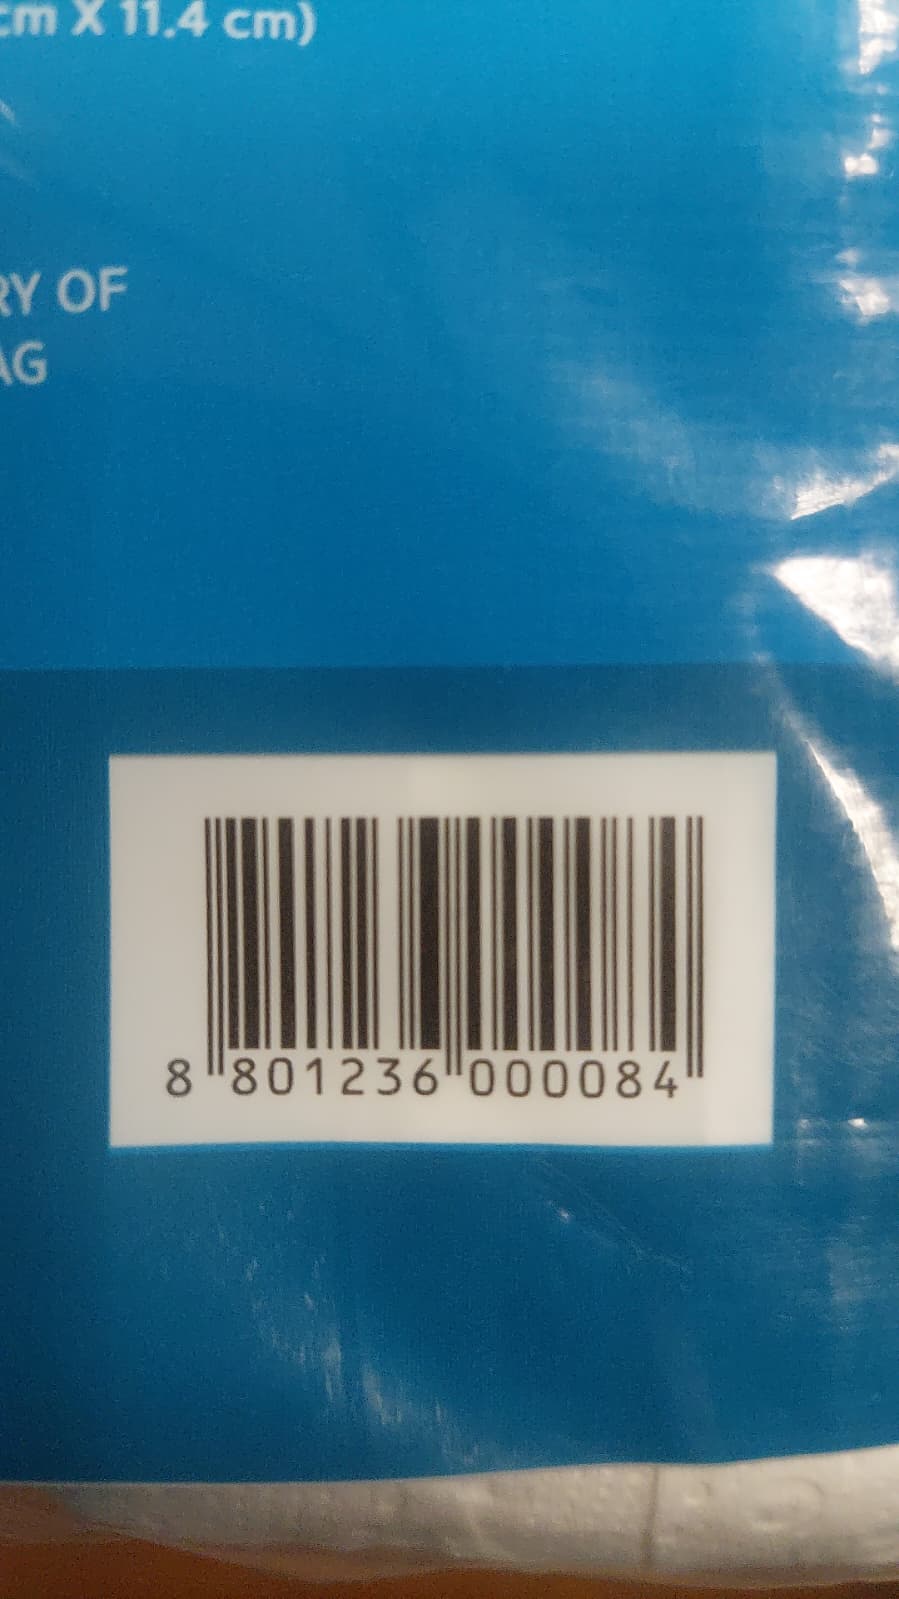 cm X 11.4 cm)
RY OF
AG
8 801236 000084